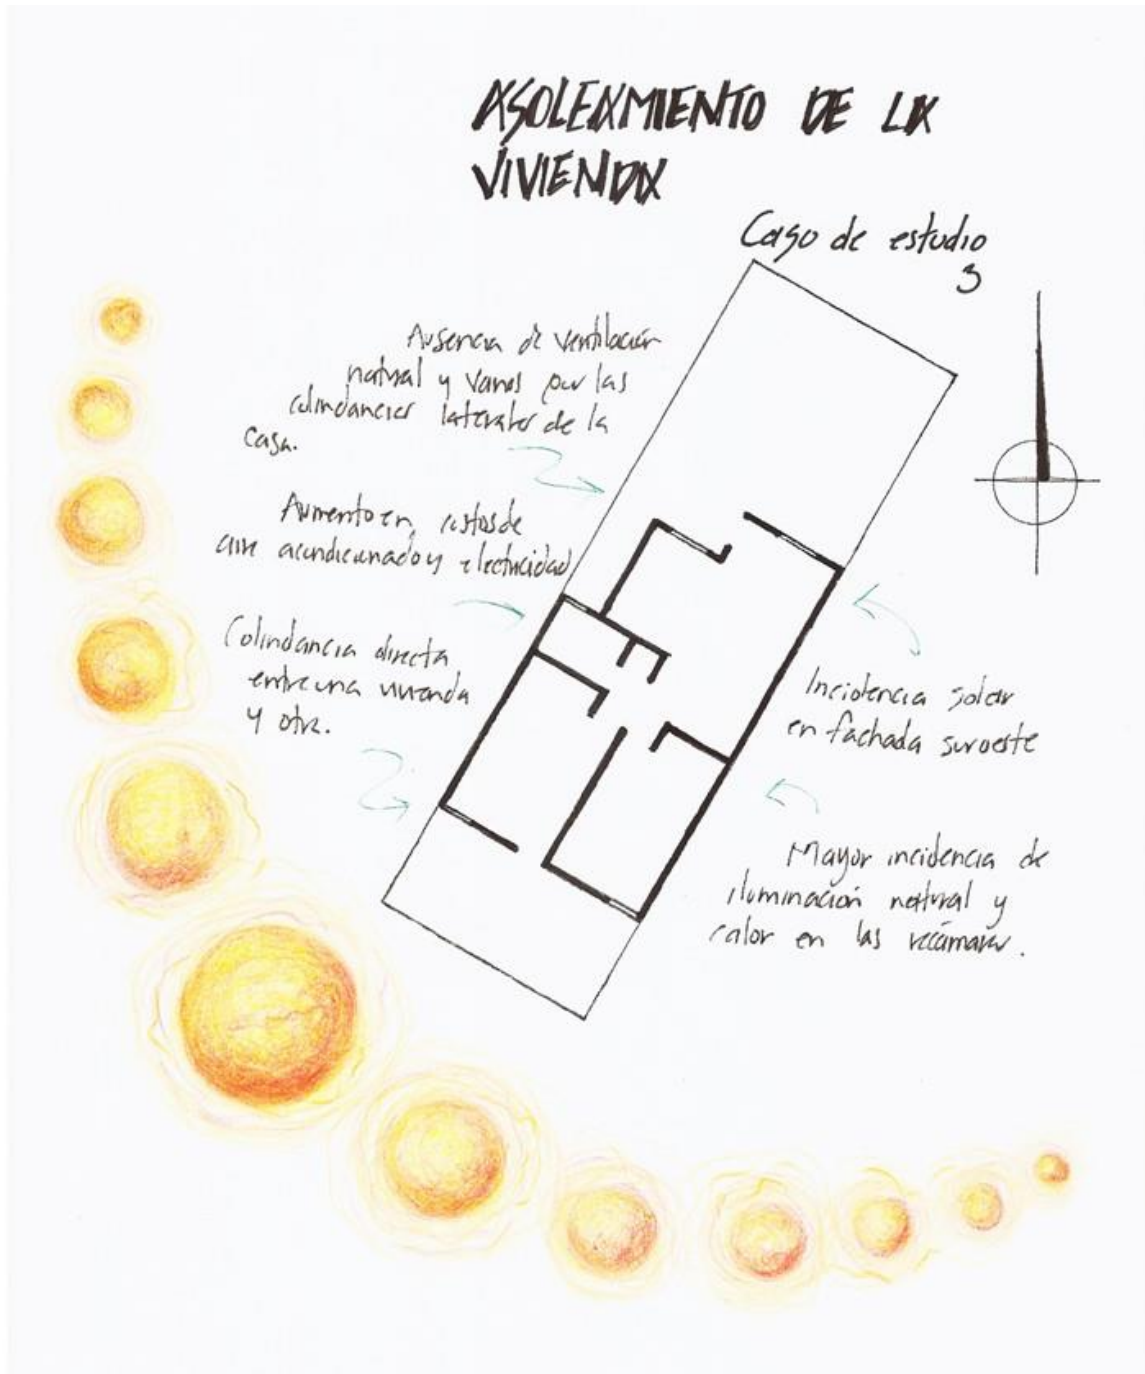 ASOLEAMIENTO DE LA
VIVIENDA
Caso de estudio
3
Ausencia de ventilación
natural y vanos por las
colindancias laterales de la
casa.
Aumento en costos de
aire acondicionado y electricidad
Colindancia directa
entre una vivienda
y otra.
Incidencia solar
en fachada suroeste
Mayor incidencia de
iluminación natural y
calor en las recámaras.